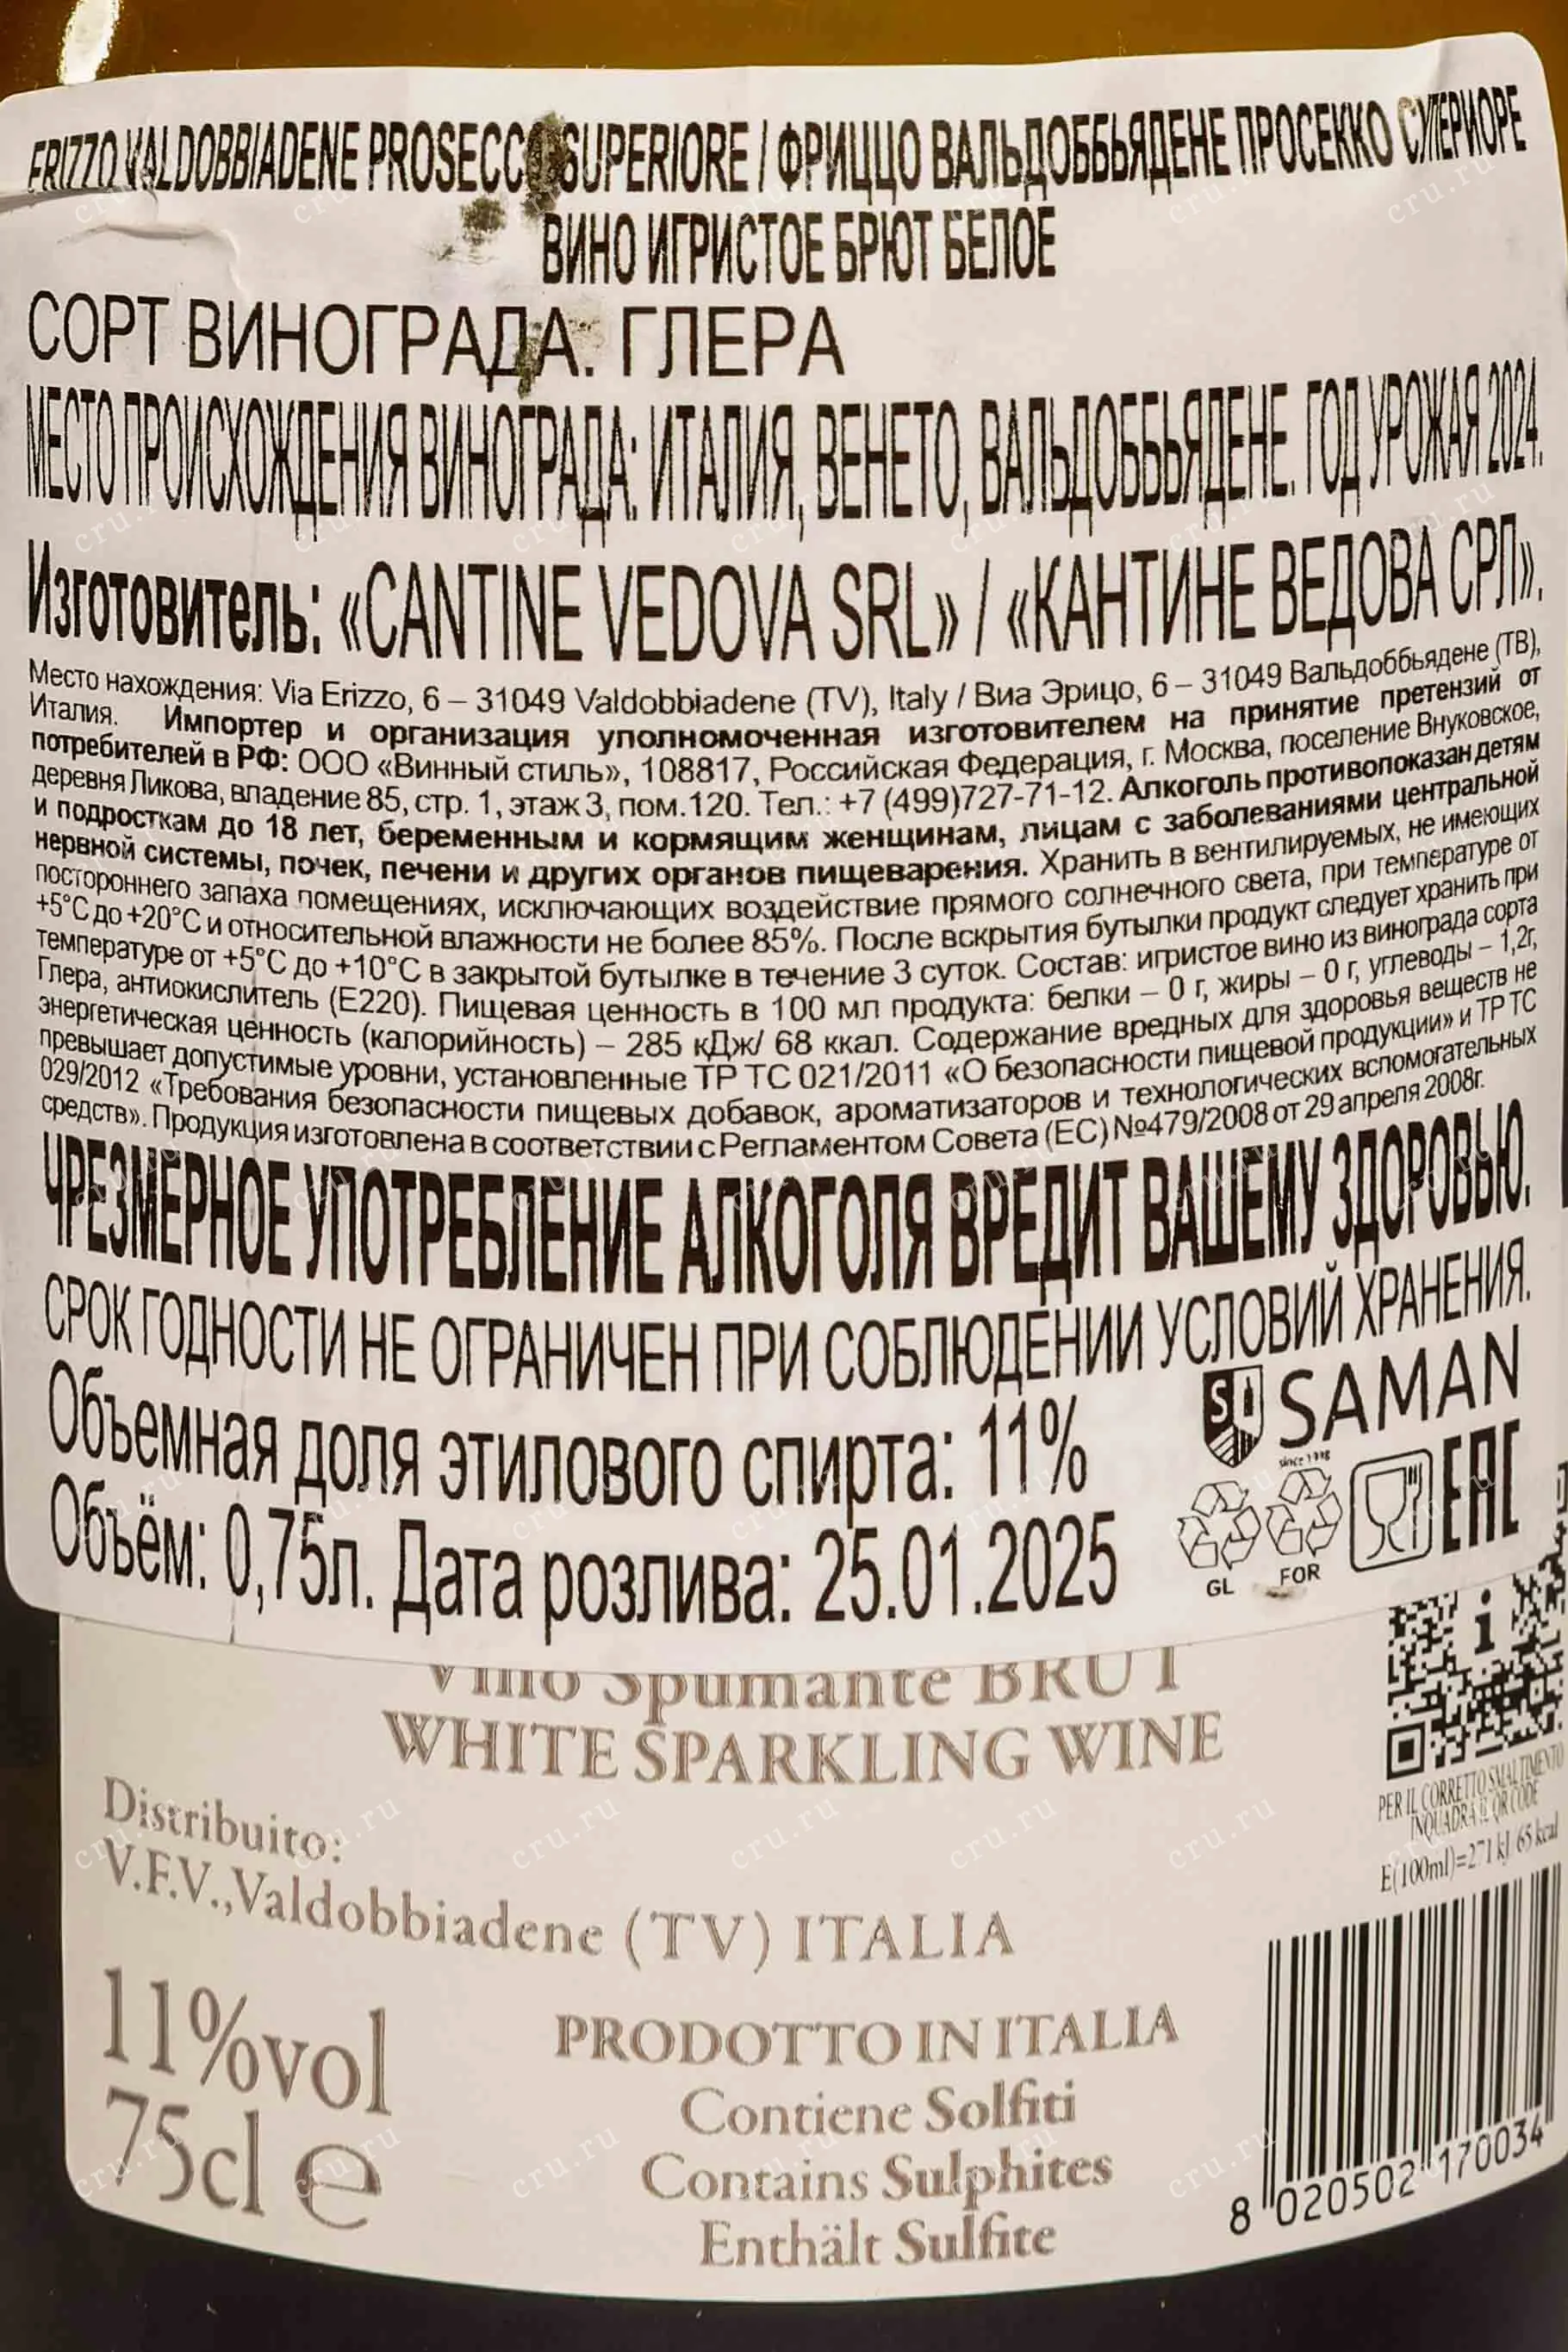 FRIZZO VALDOBBIADENE PROSECCO SUPERIORE / ФРИЦЦО ВАЛЬДОББЬЯДЕНЕ ПРОСЕККО СУПЕРИОРЕ
ВИНО ИГРИСТОЕ БРЮТ БЕЛОЕ
СОРТ ВИНОГРАДА. ГЛЕРА
МЕСТО ПРОИСХОЖДЕНИЯ ВИНОГРАДА: ИТАЛИЯ, ВЕНЕТО, ВАЛЬДОББЬЯДЕНЕ. ГОД УРОЖАЯ 2024.
Изготовитель: «CANTINE VEDOVA SRL» / «КАНТИНЕ ВЕДОВА СРЛ».
Место нахождения: Via Erizzo, 6 – 31049 Valdobbiadene (TV), Italy / Виа Эрицо, 6 – 31049 Вальдоббьядене (ТВ),
Италия. Импортер и организация уполномоченная изготовителем на принятие претензий от
потребителей в РФ: ООО «Винный стиль», 108817, Российская Федерация, г. Москва, поселение Внуковское,
деревня Ликова, владение 85, стр. 1, этаж 3, пом.120. Тел.: +7 (499)727-71-12. Алкоголь противопоказан детям
и подросткам до 18 лет, беременным и кормящим женщинам, лицам с заболеваниями центральной
нервной системы, почек, печени и других органов пищеварения. Хранить в вентилируемых, не имеющих
постороннего запаха помещениях, исключающих воздействие прямого солнечного света, при температуре от
+5°С до +20°С и относительной влажности не более 85%. После вскрытия бутылки продукт следует хранить при
температуре от +5°С до +10°С в закрытой бутылке в течение 3 суток. Состав: игристое вино из винограда сорта
Глера, антиокислитель (Е220). Пищевая ценность в 100 мл продукта: белки – 0 г, жиры – 0 г, углеводы – 1,2г,
энергетическая ценность (калорийность) – 285 кДж/ 68 ккал. Содержание вредных для здоровья веществ не
превышает допустимые уровни, установленные ТР ТС 021/2011 «О безопасности пищевой продукции» и ТР ТС
029/2012 «Требования безопасности пищевых добавок, ароматизаторов и технологических вспомогательных
средств». Продукция изготовлена в соответствии с Регламентом Совета (ЕС) №479/2008 от 29 апреля 2008г.
ЧРЕЗМЕРНОЕ УПОТРЕБЛЕНИЕ АЛКОГОЛЯ ВРЕДИТ ВАШЕМУ ЗДОРОВЬЮ.
СРОК ГОДНОСТИ НЕ ОГРАНИЧЕН ПРИ СОБЛЮДЕНИИ УСЛОВИЙ ХРАНЕНИЯ.
Объемная доля этилового спирта: 11%
Объём: 0,75л. Дата розлива: 25.01.2025
SAMAN
since 1998
GL FOR
EAC
Vino Spumante BRUT
WHITE SPARKLING WINE
Distribuito:
V.F.V.,Valdobbiadene (TV) ITALIA
11%vol
75cl e
PRODOTTO IN ITALIA
Contiene Solfiti
Contains Sulphites
Enthält Sulfite
PER IL CORRETTO SMALTIMENTO
INQUADRA IL QR CODE
E(100ml)=271 kJ 65 kcal
8 020502 170034
cru.ru